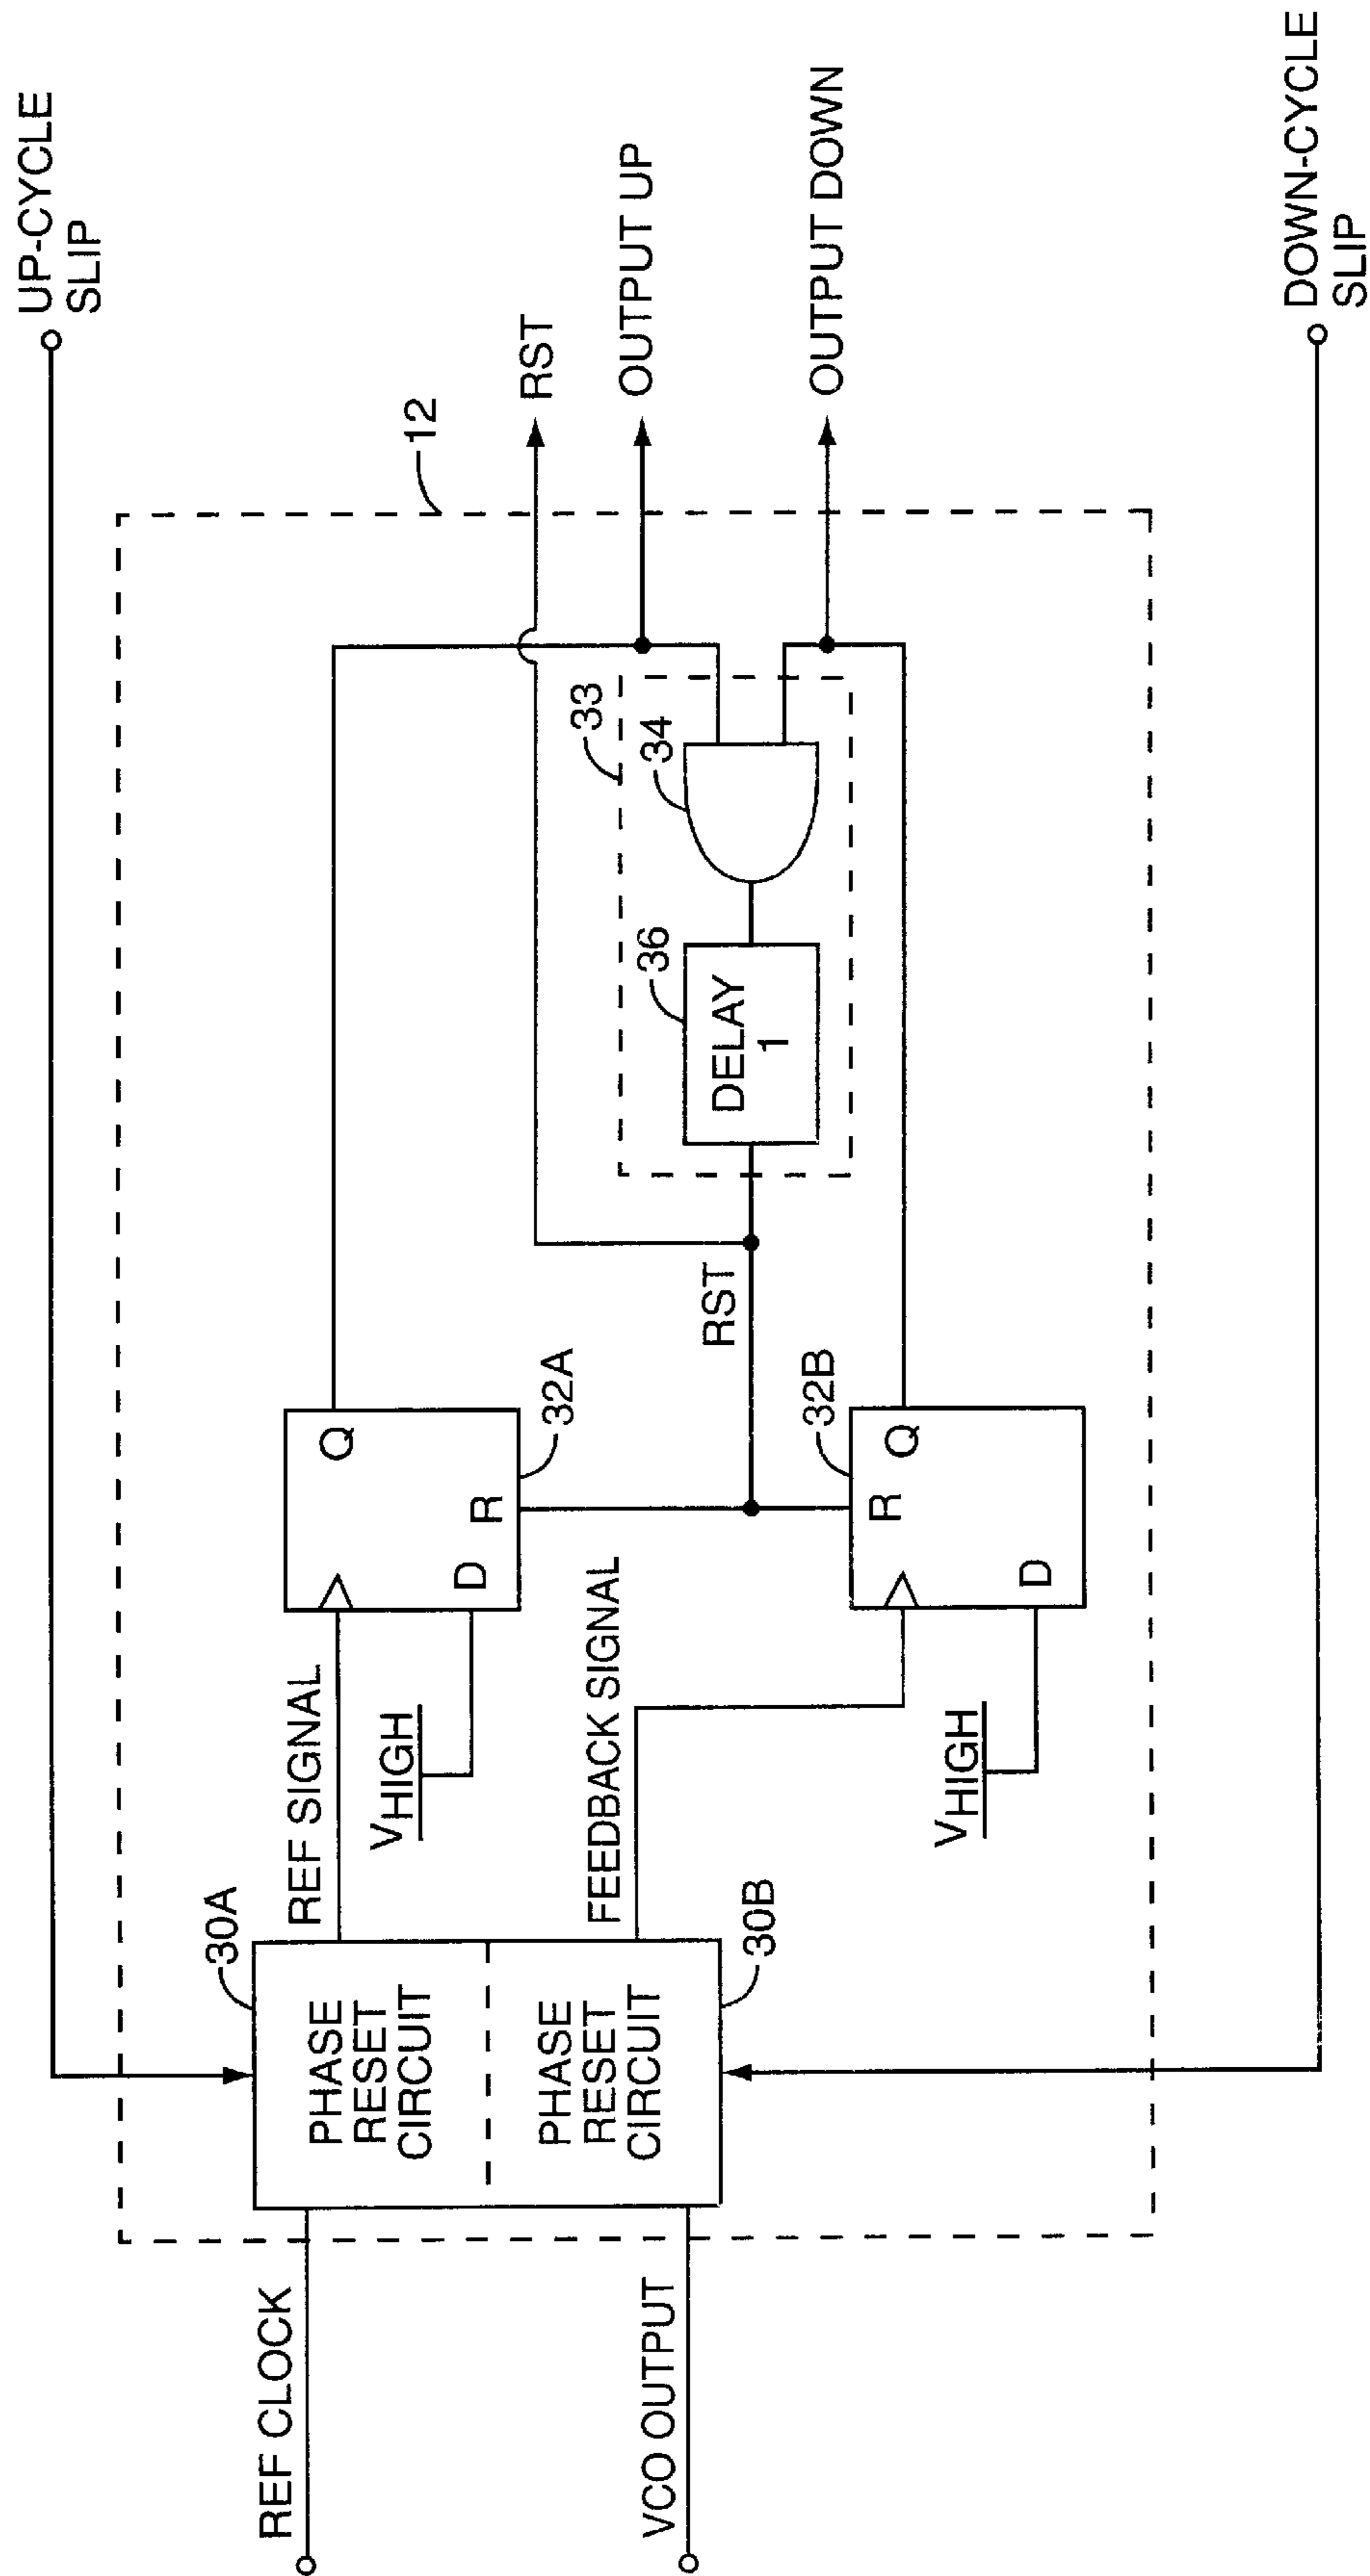 UP-CYCLE
SLIP
12
RST
OUTPUT UP
OUTPUT DOWN
33
34
36
DELAY
1
RST
Q
R
D
32A
32B
R
Q
D
REF SIGNAL
VHIGH
FEEDBACK SIGNAL
VHIGH
30A
PHASE
RESET
CIRCUIT
PHASE
RESET
CIRCUIT
30B
REF CLOCK
VCO OUTPUT
DOWN-CYCLE
SLIP